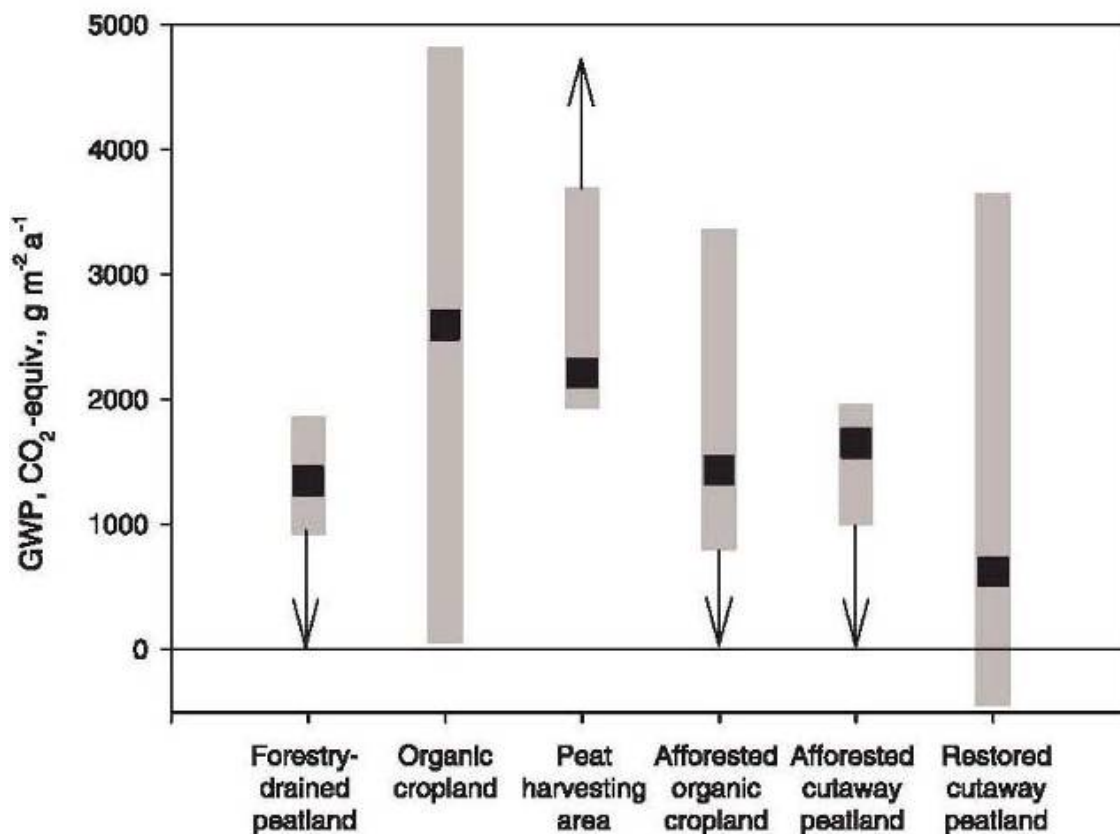 5000
4000
3000
2000
1000
0
GWP, CO₂-equiv., g m⁻² a⁻¹
Forestry-
drained
peatland
Organic
cropland
Peat
harvesting
area
Afforested
organic
cropland
Afforested
cutaway
peatland
Restored
cutaway
peatland